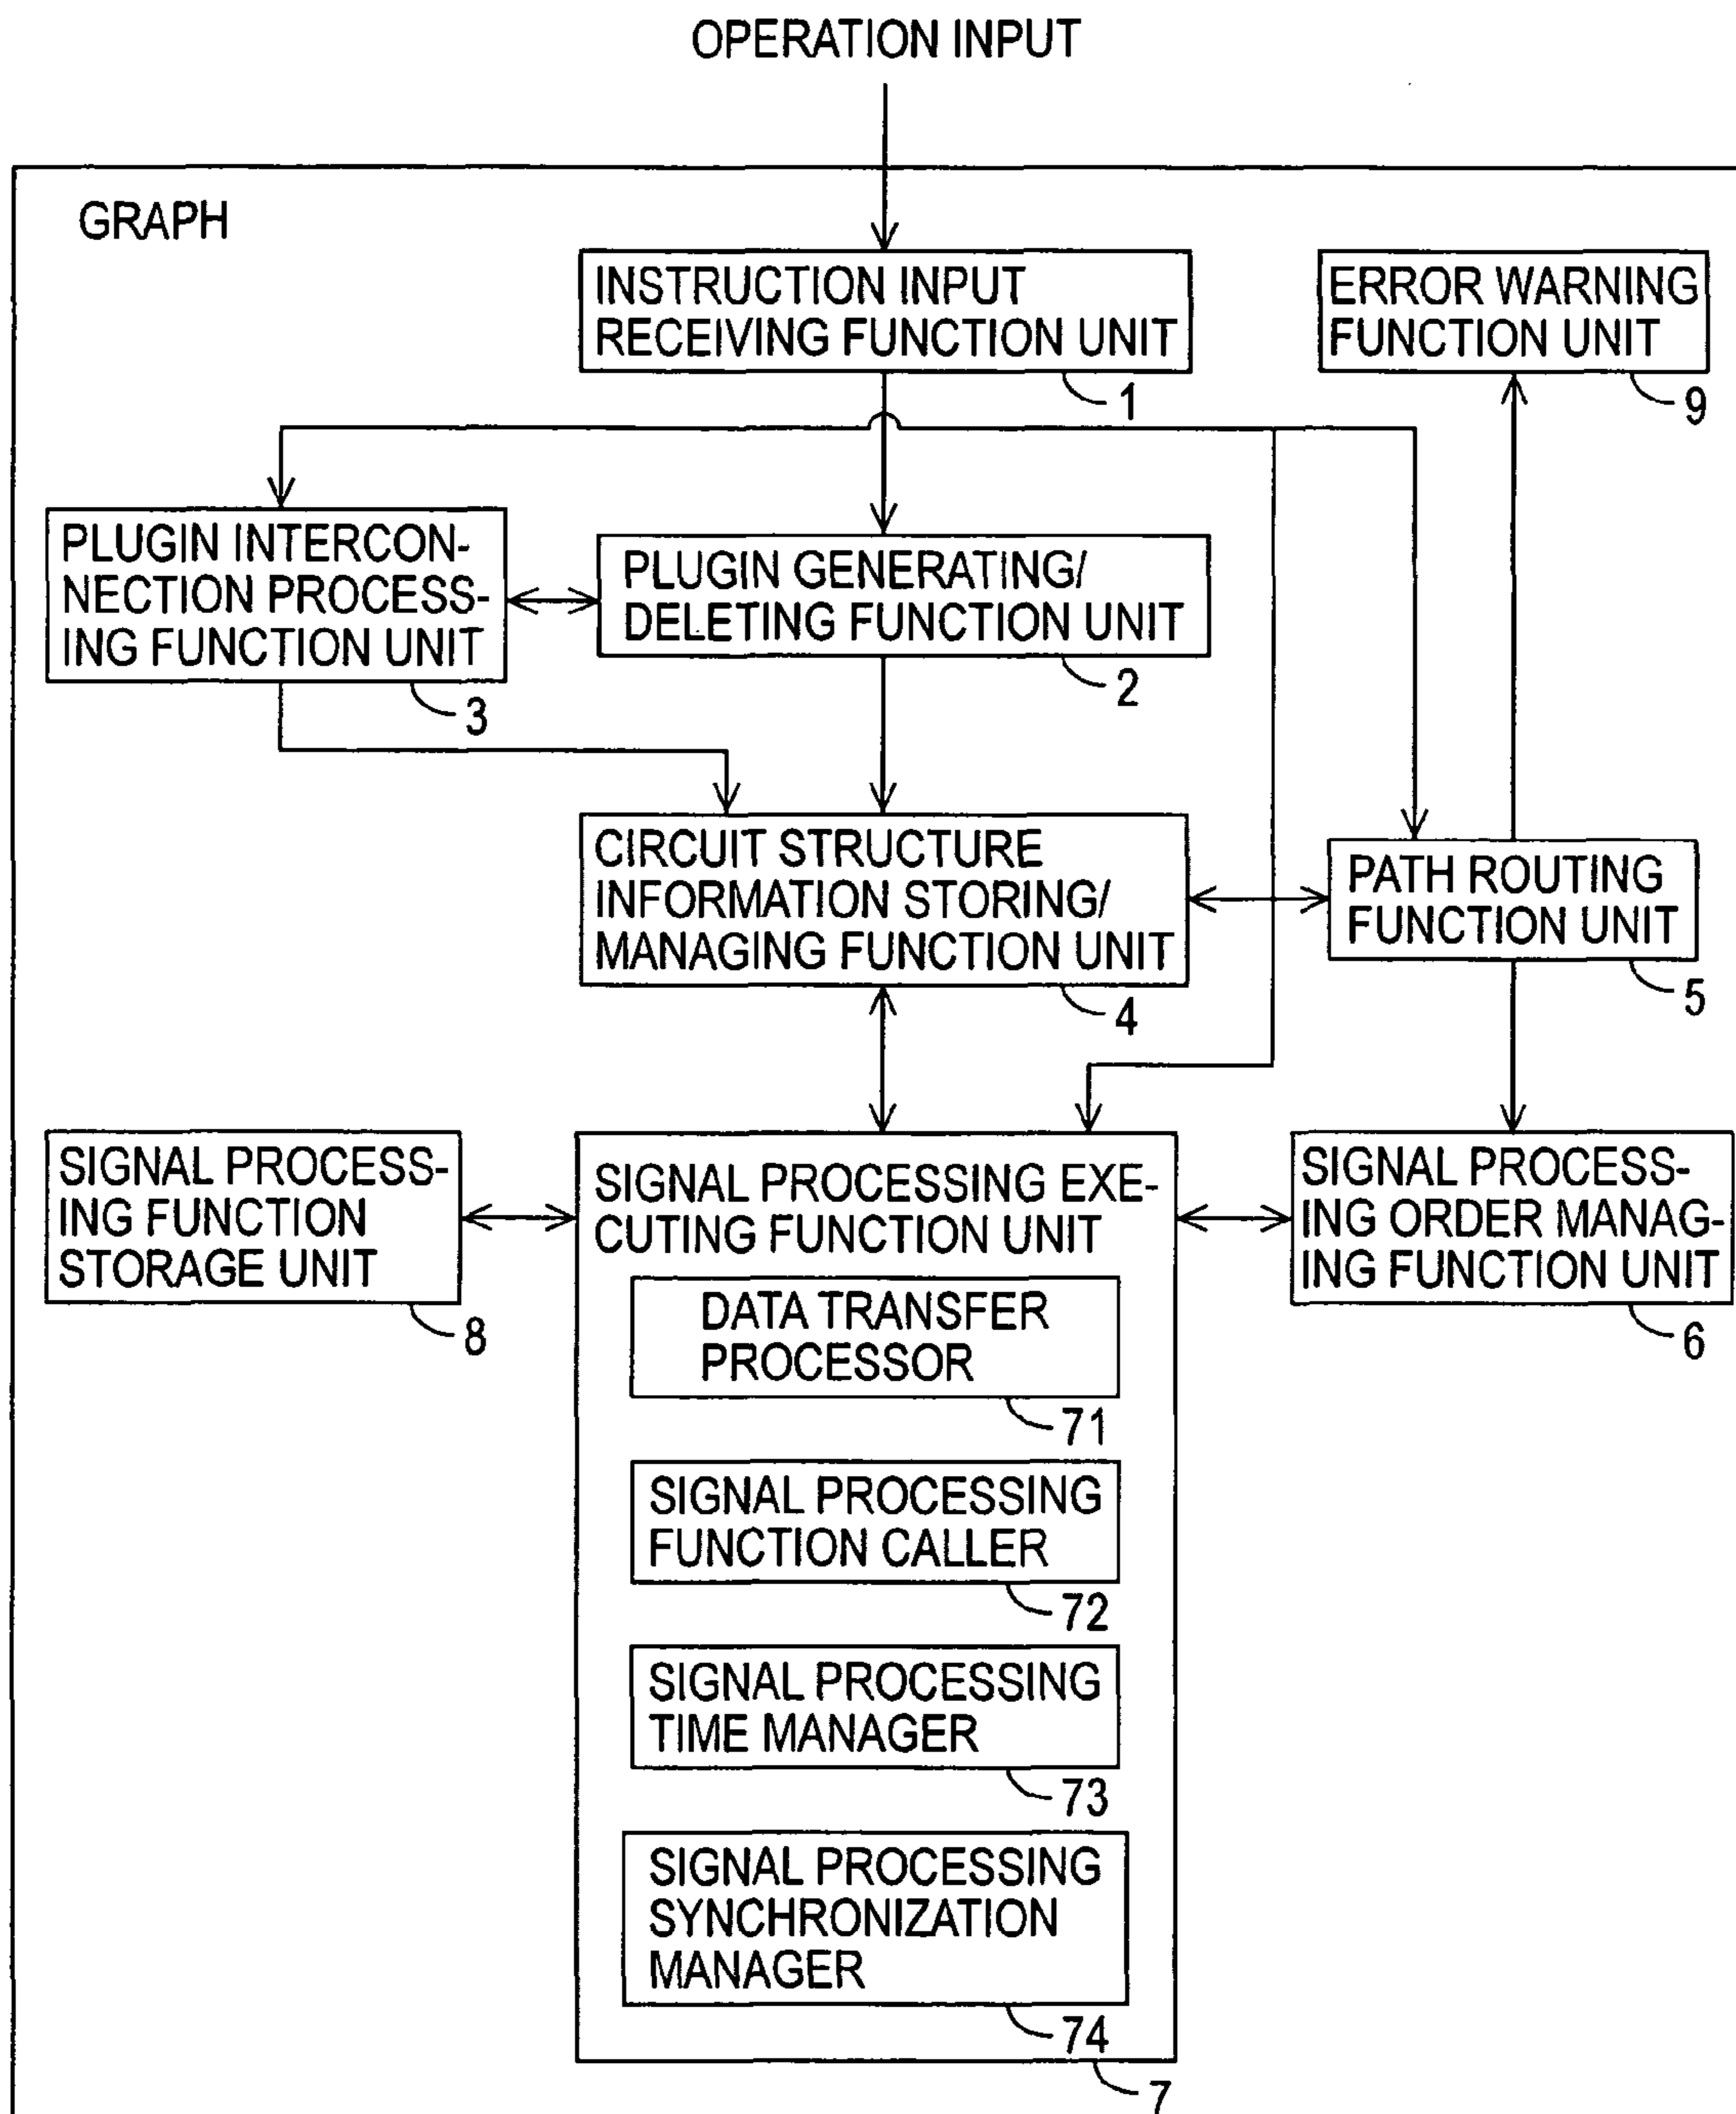 OPERATION INPUT
GRAPH
INSTRUCTION INPUT
RECEIVING FUNCTION UNIT
1
ERROR WARNING
FUNCTION UNIT
9
PLUGIN INTERCON-
NECTION PROCESS-
ING FUNCTION UNIT
3
PLUGIN GENERATING/
DELETING FUNCTION UNIT
2
CIRCUIT STRUCTURE
INFORMATION STORING/
MANAGING FUNCTION UNIT
4
PATH ROUTING
FUNCTION UNIT
5
SIGNAL PROCESS-
ING FUNCTION
STORAGE UNIT
8
SIGNAL PROCESSING EXE-
CUTING FUNCTION UNIT
SIGNAL PROCESS-
ING ORDER MANAG-
ING FUNCTION UNIT
6
DATA TRANSFER
PROCESSOR
71
SIGNAL PROCESSING
FUNCTION CALLER
72
SIGNAL PROCESSING
TIME MANAGER
73
SIGNAL PROCESSING
SYNCHRONIZATION
MANAGER
74
7